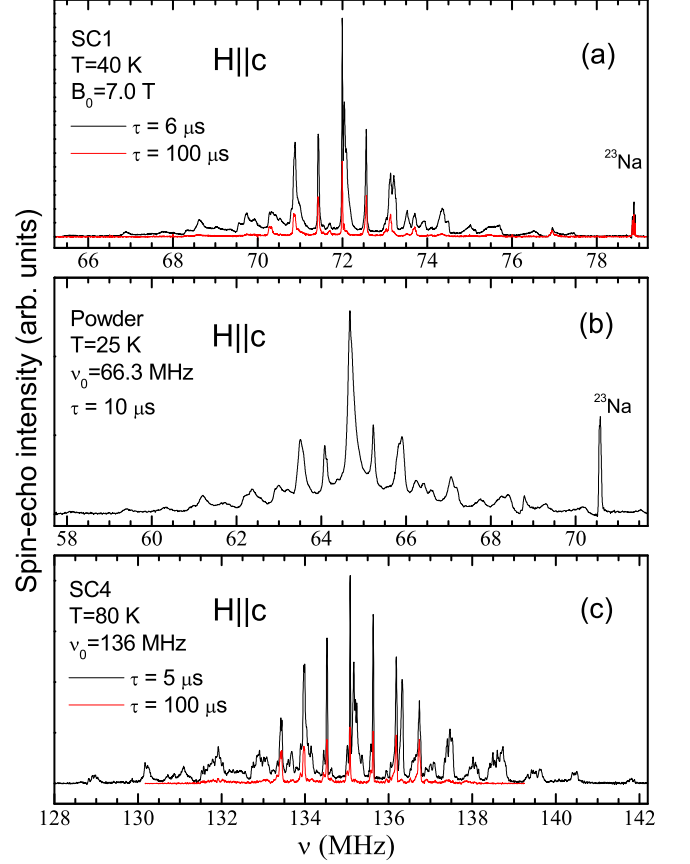 Spin-echo intensity (arb. units)
SC1
T=40 K
B₀=7.0 T
τ = 6 μs
τ = 100 μs
H||c
(a)
²³Na
66 68 70 72 74 76 78
Powder
T=25 K
ν₀=66.3 MHz
τ = 10 μs
H||c
(b)
²³Na
58 60 62 64 66 68 70
SC4
T=80 K
ν₀=136 MHz
τ = 5 μs
τ = 100 μs
H||c
(c)
128 130 132 134 136 138 140 142
ν (MHz)